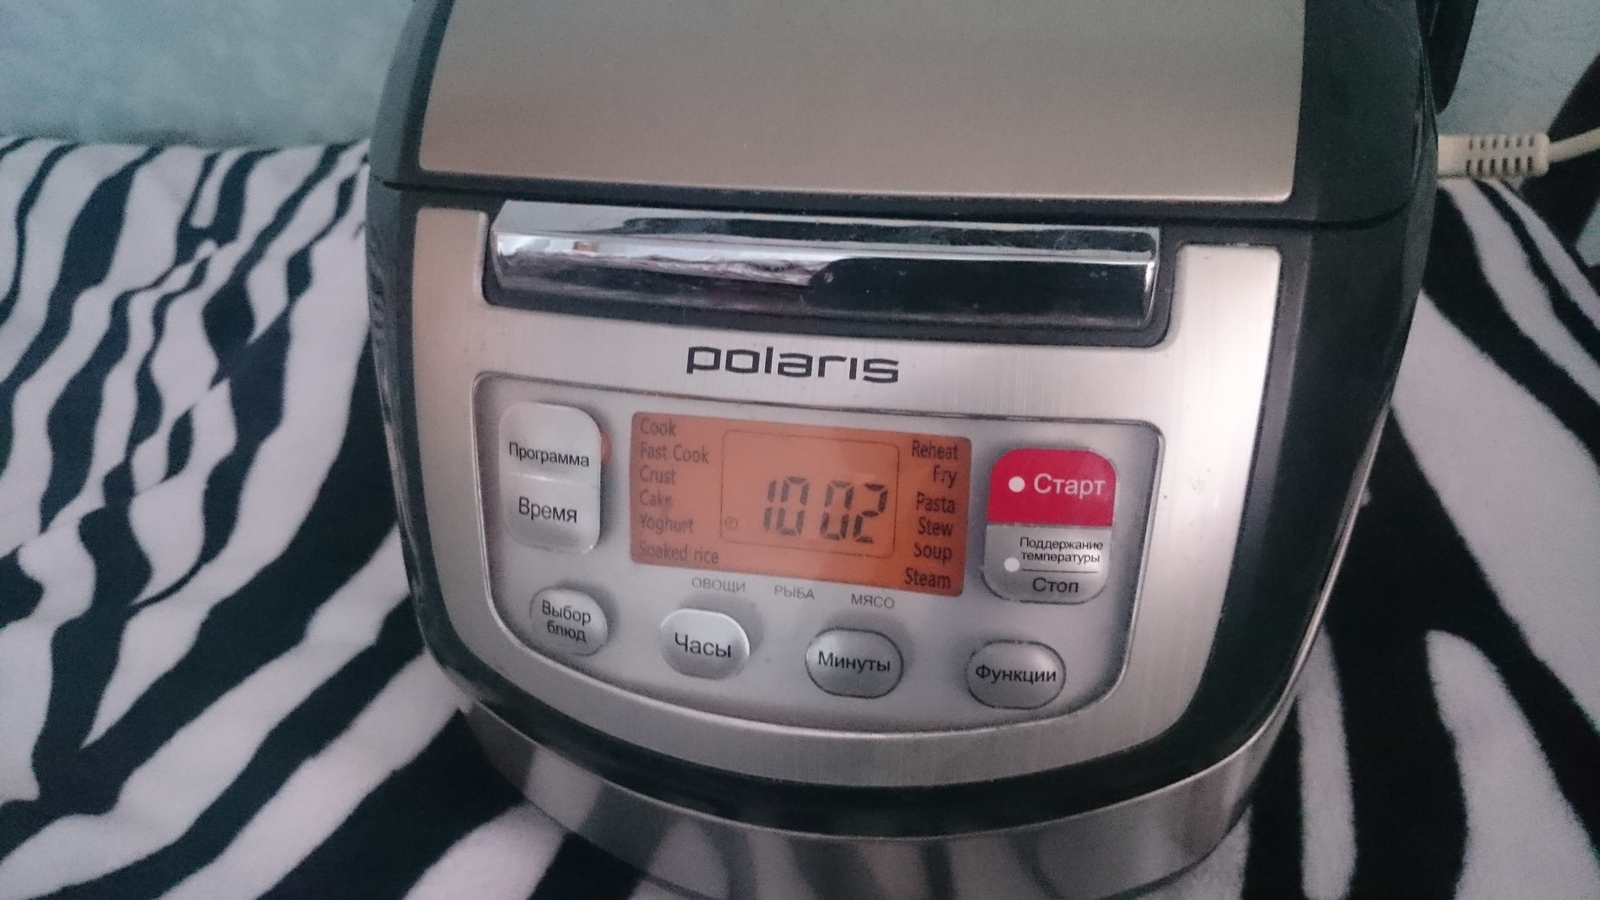 polaris
Программа
Время
Cook
Fast Cook
Crust
Cake
Yoghurt
Soaked rice
10 02
Reheat
Fry
Pasta
Stew
Soup
Steam
Старт
Поддержание
температуры
Стоп
ОВОЩИ РЫБА МЯСО
Выбор
блюд
Часы
Минуты
Функции